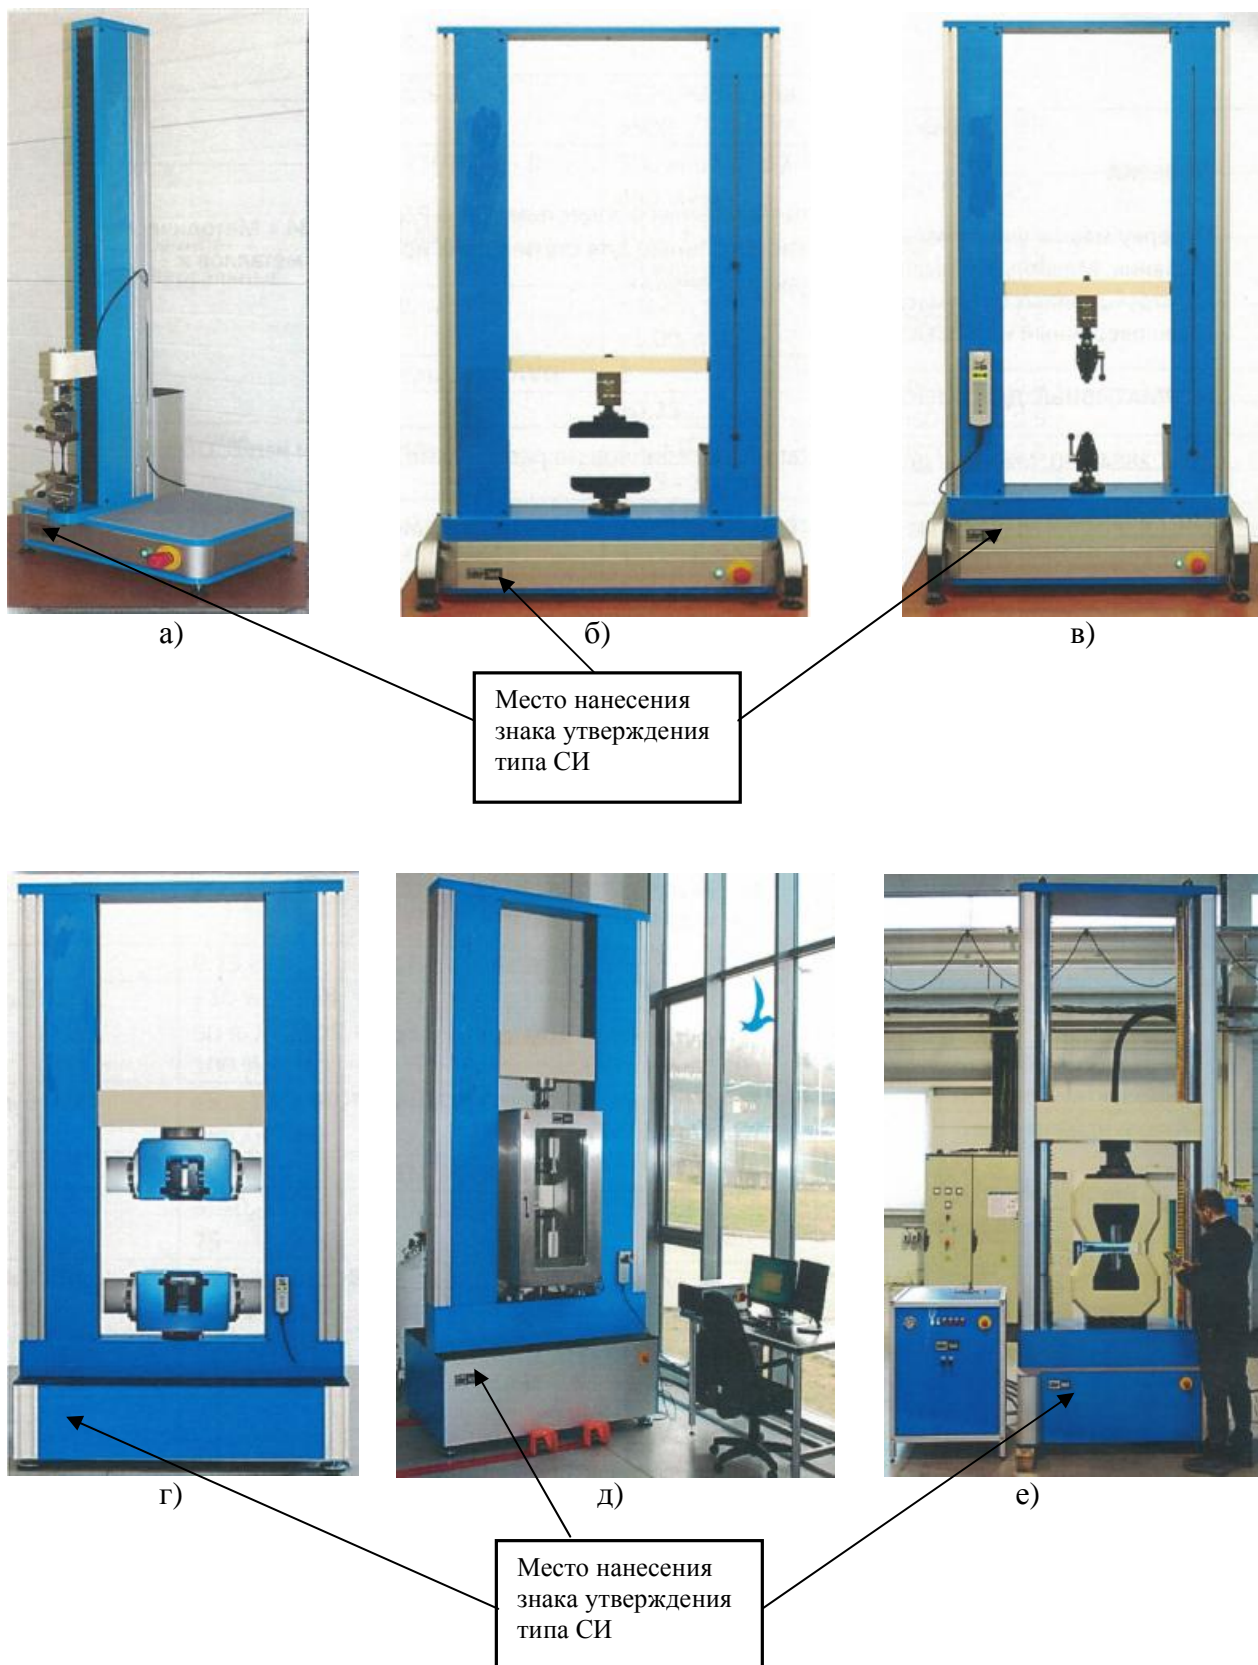 а)
б)
в)
Место нанесения
знака утверждения
типа СИ
г)
д)
е)
Место нанесения
знака утверждения
типа СИ